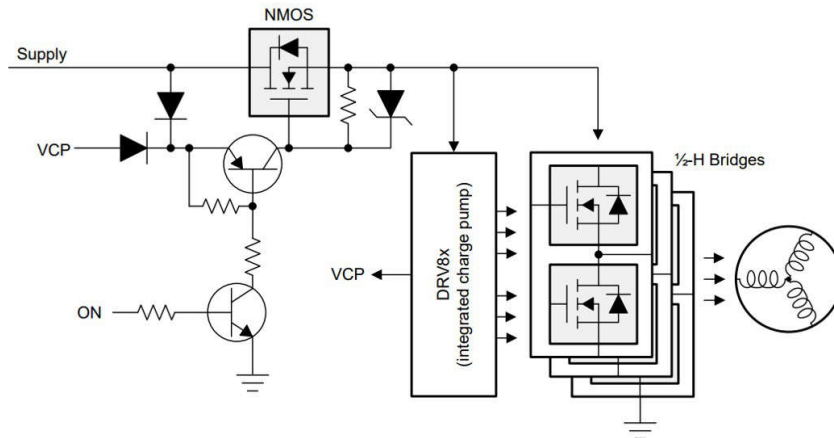 NMOS
Supply
VCP
½-H Bridges
VCP
DRV8x
(integrated charge pump)
ON